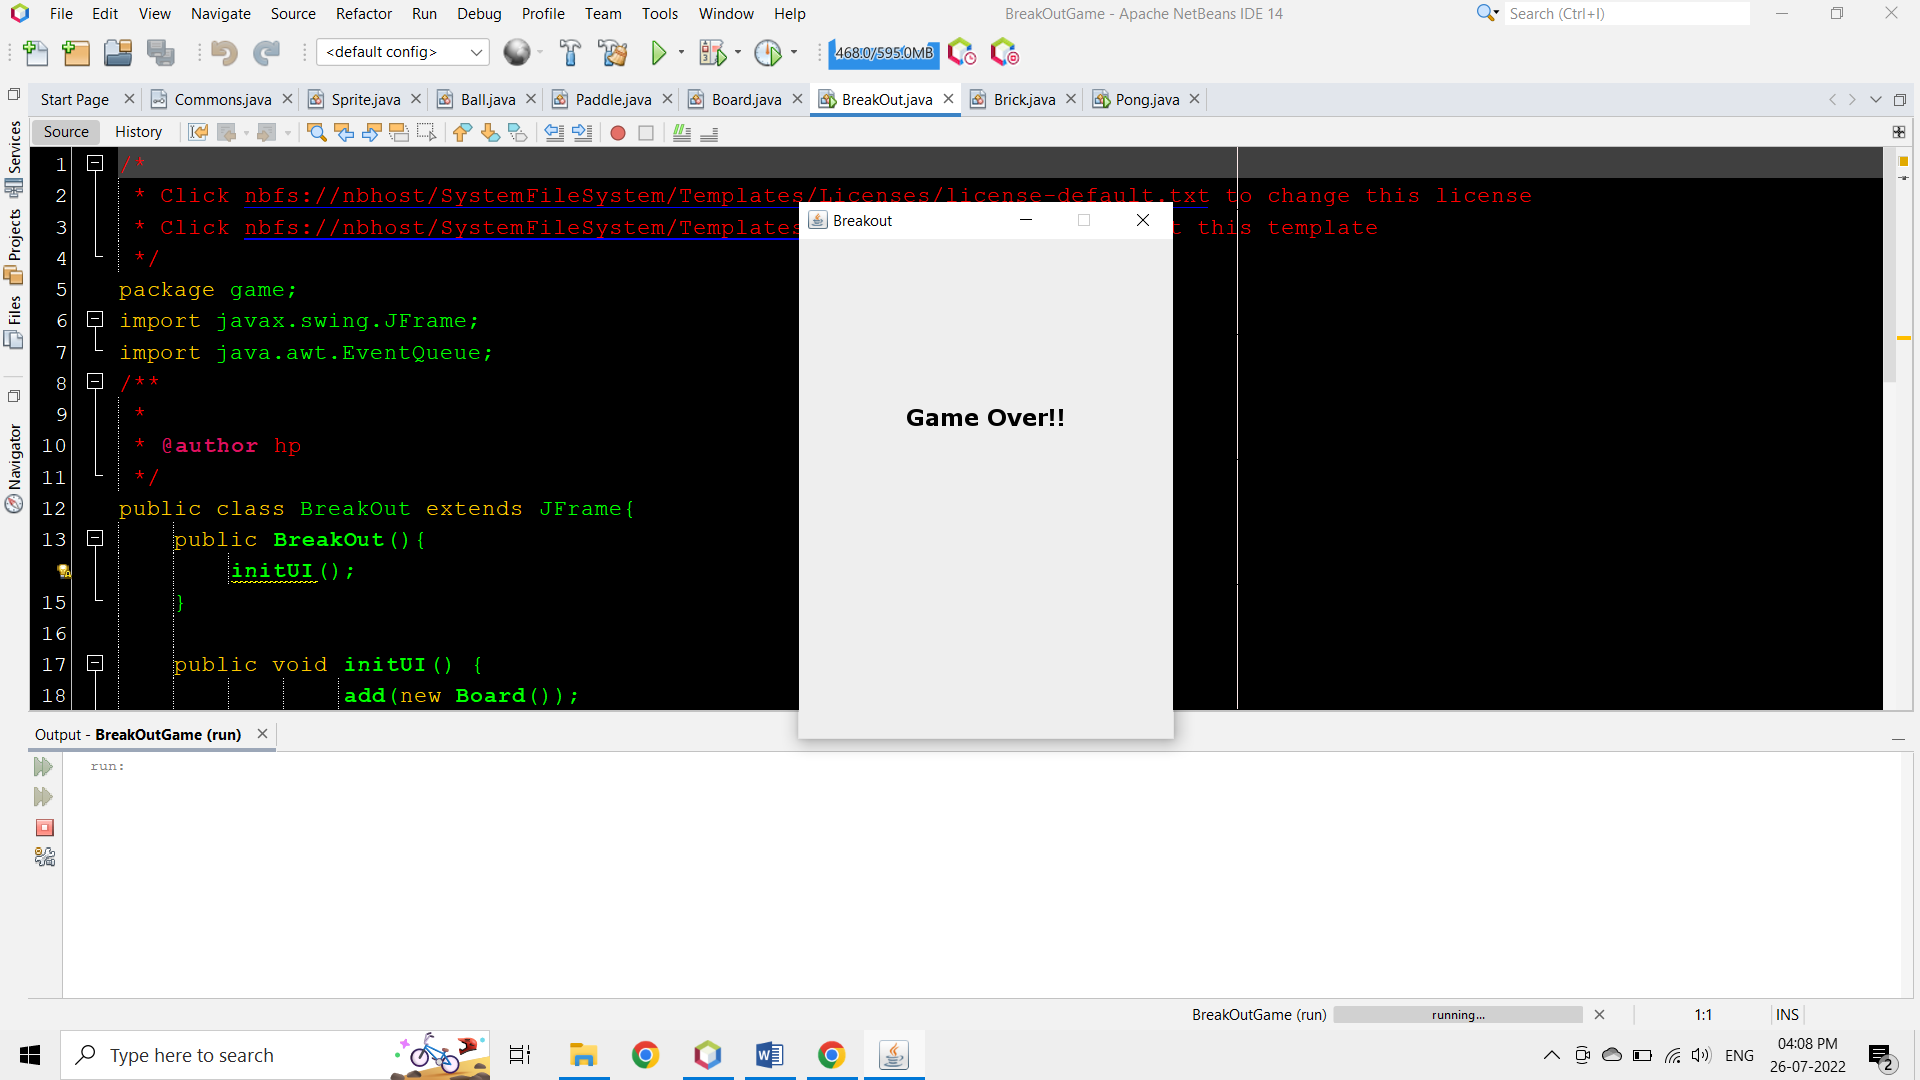 File Edit View Navigate Source Refactor Run Debug Profile Team Tools Window Help
BreakOutGame - Apache NetBeans IDE 14
Search (Ctrl+I)
<default config>
468.0/595.0MB
Start Page
Commons.java
Sprite.java
Ball.java
Paddle.java
Board.java
BreakOut.java
Brick.java
Pong.java
Source History
Services
Projects
Files
Navigator
1 /*
2 * Click nbfs://nbhost/SystemFileSystem/Templates/Licenses/license-default.txt to change this license
3 * Click nbfs://nbhost/SystemFileSystem/Templates t this template
4 */
5 package game;
6 import javax.swing.JFrame;
7 import java.awt.EventQueue;
8 /**
9 *
10 * @author hp
11 */
12 public class BreakOut extends JFrame{
13 public BreakOut(){
initUI();
15 }
16
17 public void initUI() {
18 add(new Board());
Breakout
Game Over!!
Output - BreakOutGame (run)
run:
BreakOutGame (run)
running...
1:1
INS
Type here to search
ENG
04:08 PM
26-07-2022
2